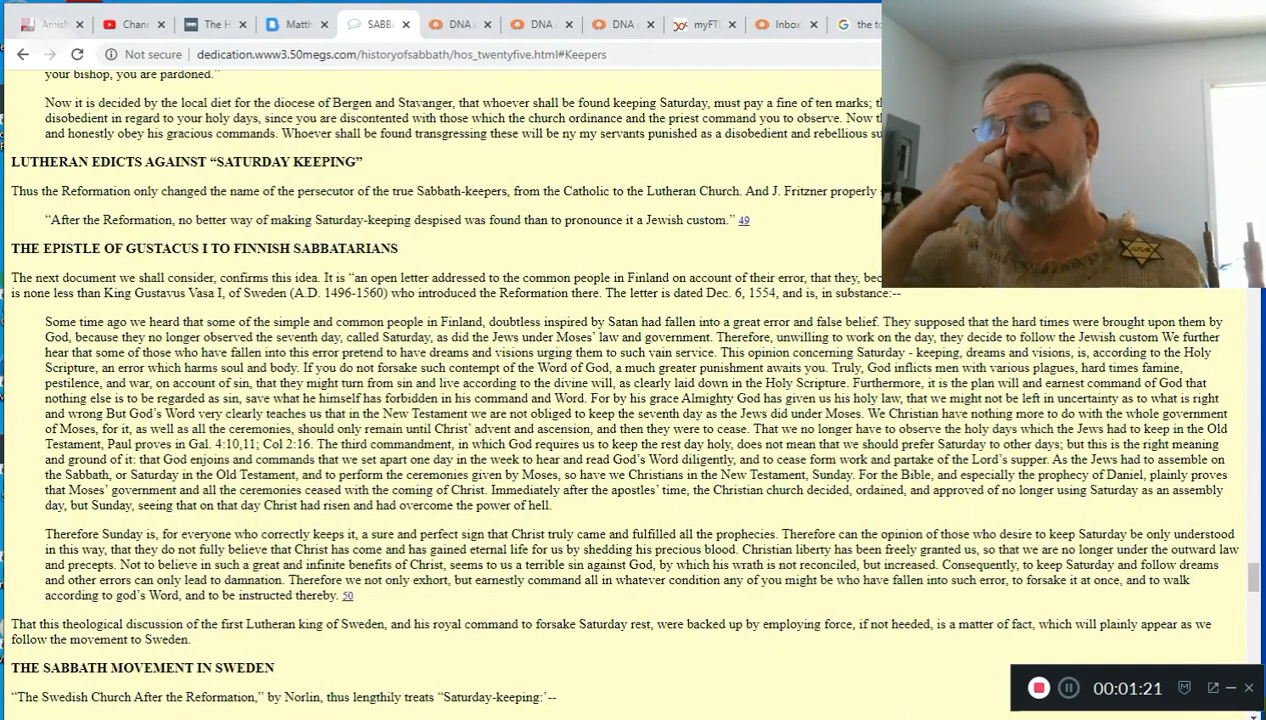 Amish
Chan
The H
Matth
SABB
DNA
DNA
DNA
myFT
Inbox
the to
Not secure
dedication.www3.50megs.com/historyofsabbath/hos_twentyfive.html#Keepers
your bishop, you are pardoned.”
Now it is decided by the local diet for the diocese of Bergen and Stavanger, that whoever shall be found keeping Saturday, must pay a fine of ten marks;
disobedient in regard to your holy days, since you are discontented with those which the church ordinance and the priest command you to observe. Now
and honestly obey his gracious commands. Whoever shall be found transgressing these will be ny my servants punished as a disobedient and rebellious
LUTHERAN EDICTS AGAINST “SATURDAY KEEPING”
Thus the Reformation only changed the name of the persecutor of the true Sabbath-keepers, from the Catholic to the Lutheran Church. And J. Fritzner properly
“After the Reformation, no better way of making Saturday-keeping despised was found than to pronounce it a Jewish custom.” 49
THE EPISTLE OF GUSTACUS I TO FINNISH SABBATARIANS
The next document we shall consider, confirms this idea. It is “an open letter addressed to the common people in Finland on account of their error, that they,
is none less than King Gustavus Vasa I, of Sweden (A.D. 1496-1560) who introduced the Reformation there. The letter is dated Dec. 6, 1554, and is, in substance:--
Some time ago we heard that some of the simple and common people in Finland, doubtless inspired by Satan had fallen into a great error and false belief. They supposed that the hard times were brought upon them by
God, because they no longer observed the seventh day, called Saturday, as did the Jews under Moses’ law and government. Therefore, unwilling to work on the day, they decide to follow the Jewish custom We further
hear that some of those who have fallen into this error pretend to have dreams and visions urging them to such vain service. This opinion concerning Saturday - keeping, dreams and visions, is, according to the Holy
Scripture, an error which harms soul and body. If you do not forsake such contempt of the Word of God, a much greater punishment awaits you. Truly, God inflicts men with various plagues, hard times famine,
pestilence, and war, on account of sin, that they might turn from sin and live according to the divine will, as clearly laid down in the Holy Scripture. Furthermore, it is the plan will and earnest command of God that
nothing else is to be regarded as sin, save what he himself has forbidden in his command and Word. For by his grace Almighty God has given us his holy law, that we might not be left in uncertainty as to what is right
and wrong But God’s Word very clearly teaches us that in the New Testament we are not obliged to keep the seventh day as the Jews did under Moses. We Christian have nothing more to do with the whole government
of Moses, for it, as well as all the ceremonies, should only remain until Christ’ advent and ascension, and then they were to cease. That we no longer have to observe the holy days which the Jews had to keep in the Old
Testament, Paul proves in Gal. 4:10,11; Col 2:16. The third commandment, in which God requires us to keep the rest day holy, does not mean that we should prefer Saturday to other days; but this is the right meaning
and ground of it: that God enjoins and commands that we set apart one day in the week to hear and read God’s Word diligently, and to cease form work and partake of the Lord’s supper. As the Jews had to assemble on
the Sabbath, or Saturday in the Old Testament, and to perform the ceremonies given by Moses, so have we Christians in the New Testament, Sunday. For the Bible, and especially the prophecy of Daniel, plainly proves
that Moses’ government and all the ceremonies ceased with the coming of Christ. Immediately after the apostles’ time, the Christian church decided, ordained, and approved of no longer using Saturday as an assembly
day, but Sunday, seeing that on that day Christ had risen and had overcome the power of hell.
Therefore Sunday is, for everyone who correctly keeps it, a sure and perfect sign that Christ truly came and fulfilled all the prophecies. Therefore can the opinion of those who desire to keep Saturday be only understood
in this way, that they do not fully believe that Christ has come and has gained eternal life for us by shedding his precious blood. Christian liberty has been freely granted us, so that we are no longer under the outward law
and precepts. Not to believe in such a great and infinite benefits of Christ, seems to us a terrible sin against God, by which his wrath is not reconciled, but increased. Consequently, to keep Saturday and follow dreams
and other errors can only lead to damnation. Therefore we not only exhort, but earnestly command all in whatever condition any of you might be who have fallen into such error, to forsake it at once, and to walk
according to god’s Word, and to be instructed thereby. 50
That this theological discussion of the first Lutheran king of Sweden, and his royal command to forsake Saturday rest, were backed up by employing force, if not heeded, is a matter of fact, which will plainly appear as we
follow the movement to Sweden.
THE SABBATH MOVEMENT IN SWEDEN
“The Swedish Church After the Reformation,” by Norlin, thus lengthily treats “Saturday-keeping:’--
00:01:21